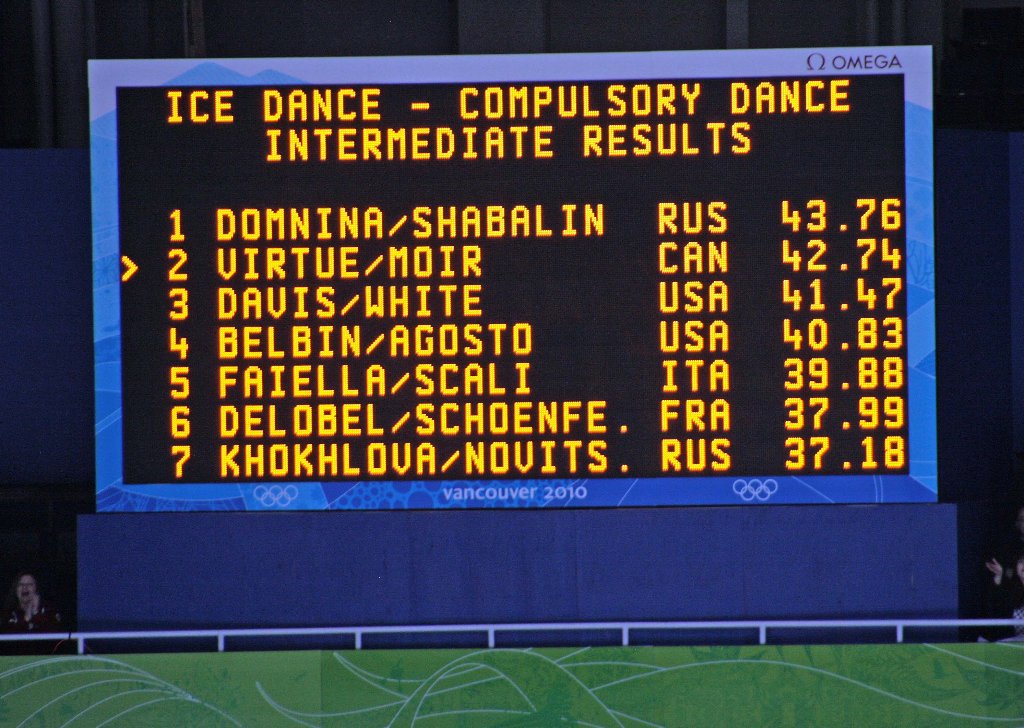 Ω OMEGA
ICE DANCE - COMPULSORY DANCE
INTERMEDIATE RESULTS
1 DOMNINA/SHABALIN RUS 43.76
> 2 VIRTUE/MOIR CAN 42.74
3 DAVIS/WHITE USA 41.47
4 BELBIN/AGOSTO USA 40.83
5 FAIELLA/SCALI ITA 39.88
6 DELOBEL/SCHOENFE. FRA 37.99
7 KHOKHLOVA/NOVITS. RUS 37.18
vancouver 2010